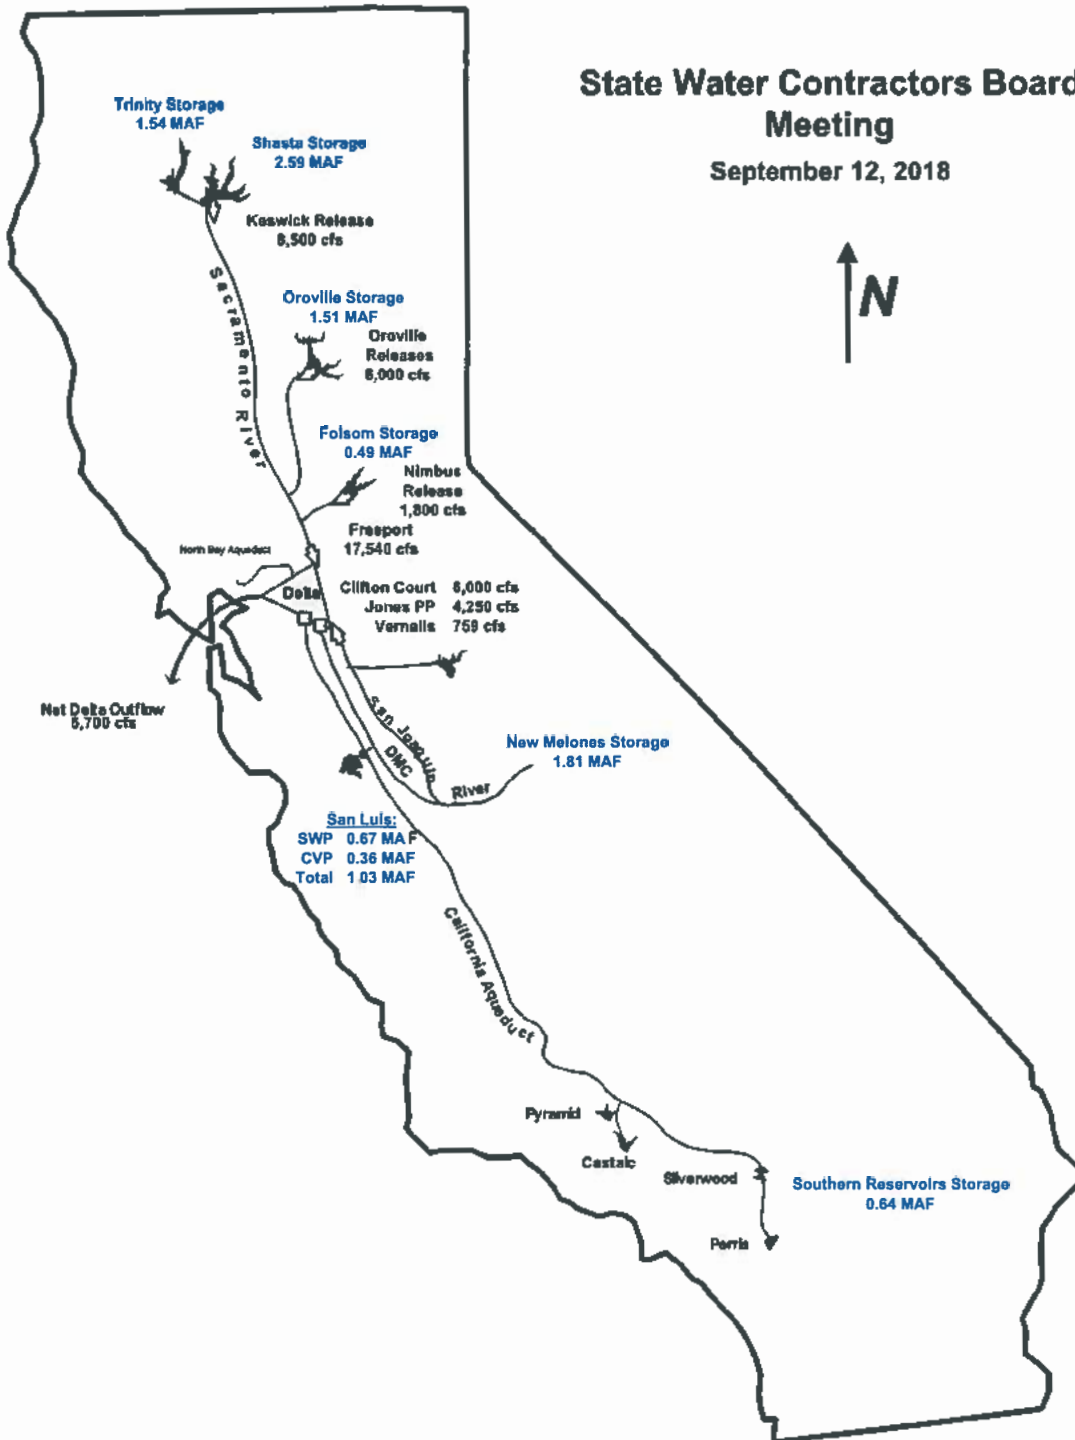 State Water Contractors Board
Meeting
September 12, 2018
N
Trinity Storage
1.54 MAF
Shasta Storage
2.59 MAF
Keswick Release
8,500 cfs
Sacramento River
Oroville Storage
1.51 MAF
Oroville
Releases
6,000 cfs
Folsom Storage
0.49 MAF
Nimbus
Release
1,800 cfs
Freeport
17,540 cfs
North Bay Aqueduct
Delta
Clifton Court 6,000 cfs
Jones PP 4,250 cfs
Vernalis 759 cfs
Net Delta Outflow
5,700 cfs
San Joaquin
River
DMC
New Melones Storage
1.81 MAF
San Luis:
SWP 0.67 MAF
CVP 0.36 MAF
Total 1.03 MAF
California Aqueduct
Pyramid
Castaic
Silverwood
Perris
Southern Reservoirs Storage
0.64 MAF